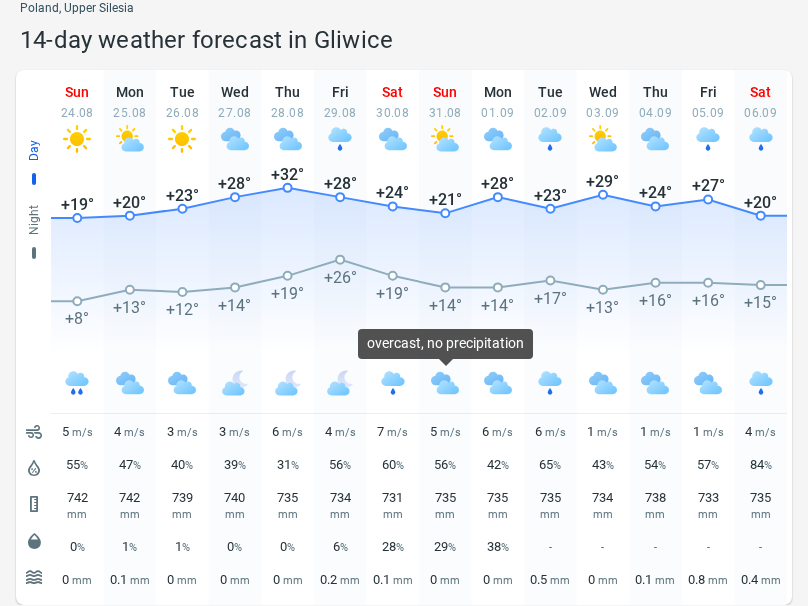 Poland, Upper Silesia
14-day weather forecast in Gliwice
Sun Mon Tue Wed Thu Fri Sat Sun Mon Tue Wed Thu Fri Sat
24.08 25.08 26.08 27.08 28.08 29.08 30.08 31.08 01.09 02.09 03.09 04.09 05.09 06.09
Day
+19° +20° +23° +28° +32° +28° +24° +21° +28° +23° +29° +24° +27° +20°
Night
+8° +13° +12° +14° +19° +26° +19° +14° +14° +17° +13° +16° +16° +15°
overcast, no precipitation
5 m/s 4 m/s 3 m/s 3 m/s 6 m/s 4 m/s 7 m/s 5 m/s 6 m/s 6 m/s 1 m/s 1 m/s 1 m/s 4 m/s
55% 47% 40% 39% 31% 56% 60% 56% 42% 65% 43% 54% 57% 84%
742 742 739 740 735 734 731 735 735 735 734 738 733 735
mm mm mm mm mm mm mm mm mm mm mm mm mm mm
0% 1% 1% 0% 0% 6% 28% 29% 38% - - - - -
0 mm 0.1 mm 0 mm 0 mm 0 mm 0.2 mm 0.1 mm 0 mm 0 mm 0.5 mm 0 mm 0.1 mm 0.8 mm 0.4 mm